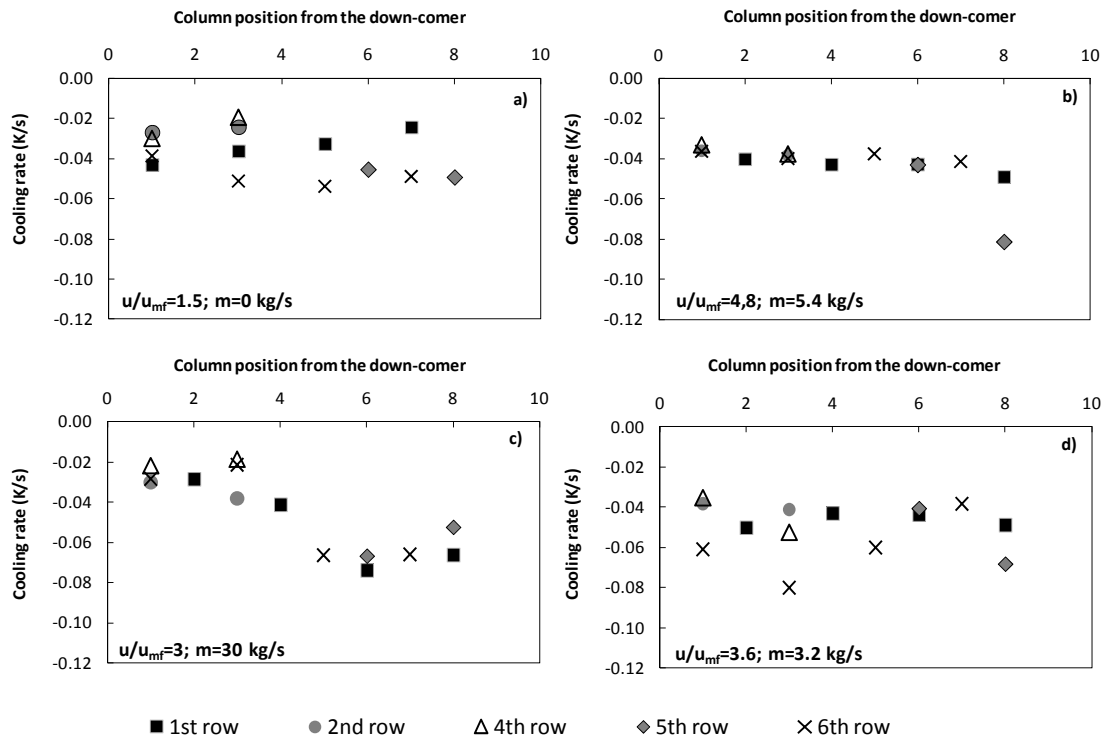 Column position from the down-comer
0 2 4 6 8 10
0.00
-0.02
-0.04
-0.06
-0.08
-0.10
-0.12
Cooling rate (K/s)
a)
u/umf=1.5; m=0 kg/s
Column position from the down-comer
0 2 4 6 8 10
0.00
-0.02
-0.04
-0.06
-0.08
-0.10
-0.12
Cooling rate (K/s)
b)
u/umf=4,8; m=5.4 kg/s
Column position from the down-comer
0 2 4 6 8 10
0.00
-0.02
-0.04
-0.06
-0.08
-0.10
-0.12
Cooling rate (K/s)
c)
u/umf=3; m=30 kg/s
Column position from the down-comer
0 2 4 6 8 10
0.00
-0.02
-0.04
-0.06
-0.08
-0.10
-0.12
Cooling rate (K/s)
d)
u/umf=3.6; m=3.2 kg/s
1st row 2nd row 4th row 5th row 6th row